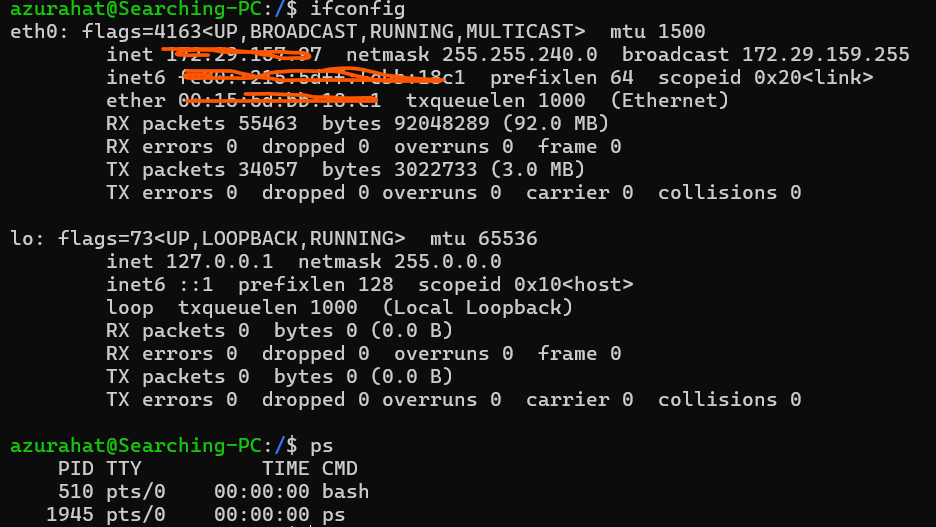 azurahat@Searching-PC:/$ ifconfig
eth0: flags=4163<UP,BROADCAST,RUNNING,MULTICAST>  mtu 1500
        inet netmask 255.255.240.0  broadcast 172.29.159.255
        inet6 prefixlen 64  scopeid 0x20<link>
        ether txqueuelen 1000  (Ethernet)
        RX packets 55463  bytes 92048289 (92.0 MB)
        RX errors 0  dropped 0  overruns 0  frame 0
        TX packets 34057  bytes 3022733 (3.0 MB)
        TX errors 0  dropped 0 overruns 0  carrier 0  collisions 0
lo: flags=73<UP,LOOPBACK,RUNNING>  mtu 65536
        inet 127.0.0.1  netmask 255.0.0.0
        inet6 ::1  prefixlen 128  scopeid 0x10<host>
        loop  txqueuelen 1000  (Local Loopback)
        RX packets 0  bytes 0 (0.0 B)
        RX errors 0  dropped 0  overruns 0  frame 0
        TX packets 0  bytes 0 (0.0 B)
        TX errors 0  dropped 0 overruns 0  carrier 0  collisions 0
azurahat@Searching-PC:/$ ps
    PID TTY          TIME CMD
    510 pts/0    00:00:00 bash
   1945 pts/0    00:00:00 ps